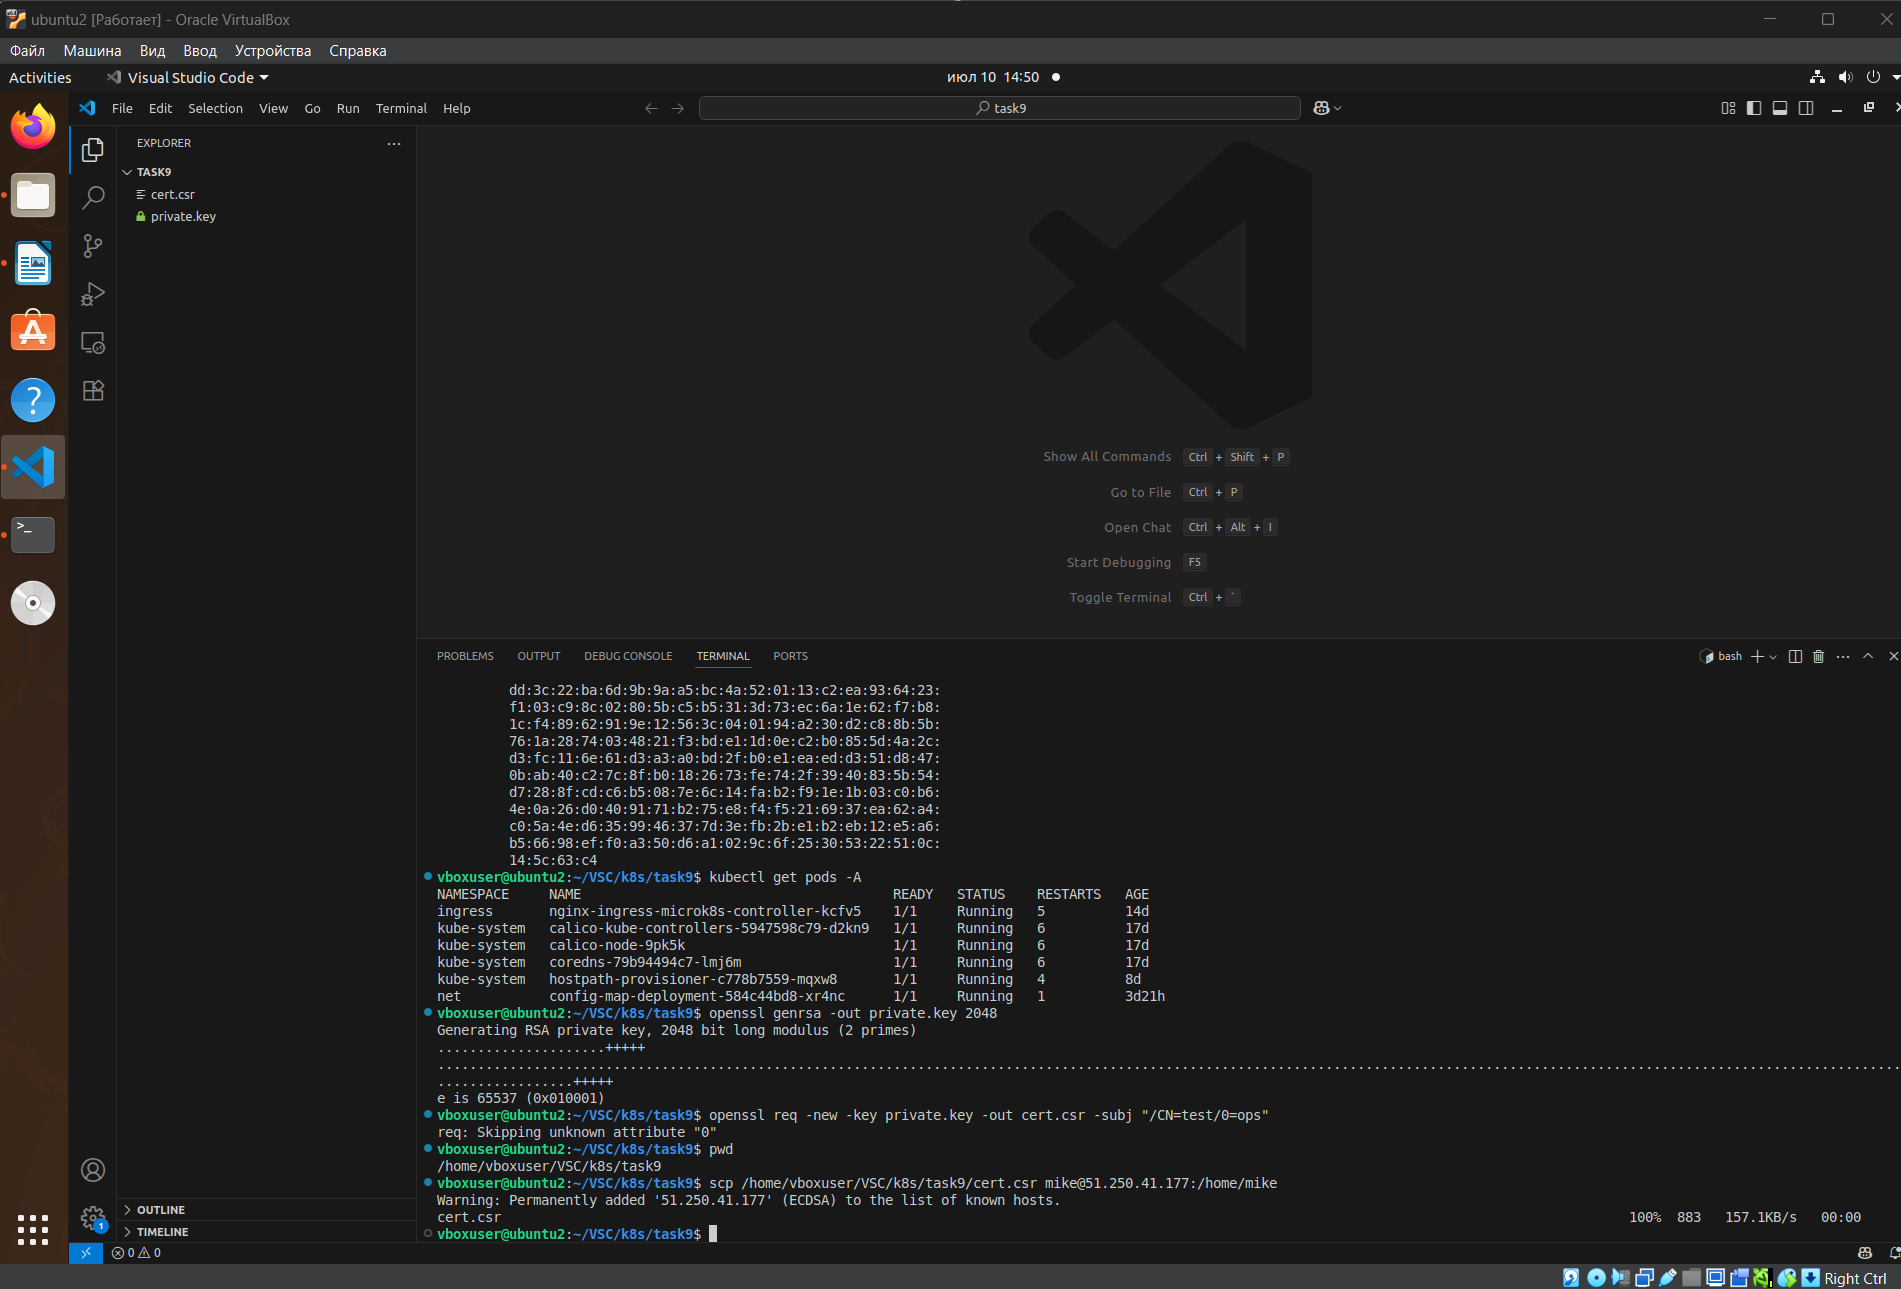 ubuntu2 [Работает] - Oracle VirtualBox
Файл Машина Вид Ввод Устройства Справка
Activities Visual Studio Code июл 10 14:50
File Edit Selection View Go Run Terminal Help task9
EXPLORER
TASK9
cert.csr
private.key
Show All Commands Ctrl + Shift + P
Go to File Ctrl + P
Open Chat Ctrl + Alt + I
Start Debugging F5
Toggle Terminal Ctrl + `
PROBLEMS OUTPUT DEBUG CONSOLE TERMINAL PORTS bash
dd:3c:22:ba:6d:9b:9a:a5:bc:4a:52:01:13:c2:ea:93:64:23:
f1:03:c9:8c:02:80:5b:c5:b5:31:3d:73:ec:6a:1e:62:f7:b8:
1c:f4:89:62:91:9e:12:56:3c:04:01:94:a2:30:d2:c8:8b:5b:
76:1a:28:74:03:48:21:f3:bd:e1:1d:0e:c2:b0:85:5d:4a:2c:
d3:fc:11:6e:61:d3:a3:a0:bd:2f:b0:e1:ea:ed:d3:51:d8:47:
0b:ab:40:c2:7c:8f:b0:18:26:73:fe:74:2f:39:40:83:5b:54:
d7:28:8f:cd:c6:b5:08:7e:6c:14:fa:b2:f9:1e:1b:03:c0:b6:
4e:0a:26:d0:40:91:71:b2:75:e8:f4:f5:21:69:37:ea:62:a4:
c0:5a:4e:d6:35:99:46:37:7d:3e:fb:2b:e1:b2:eb:12:e5:a6:
b5:66:98:ef:f0:a3:50:d6:a1:02:9c:6f:25:30:53:22:51:0c:
14:5c:63:c4
vboxuser@ubuntu2:~/VSC/k8s/task9$ kubectl get pods -A
NAMESPACE NAME READY STATUS RESTARTS AGE
ingress nginx-ingress-microk8s-controller-kcfv5 1/1 Running 5 14d
kube-system calico-kube-controllers-5947598c79-d2kn9 1/1 Running 6 17d
kube-system calico-node-9pk5k 1/1 Running 6 17d
kube-system coredns-79b94494c7-lmj6m 1/1 Running 6 17d
kube-system hostpath-provisioner-c778b7559-mqxw8 1/1 Running 4 8d
net config-map-deployment-584c44bd8-xr4nc 1/1 Running 1 3d21h
vboxuser@ubuntu2:~/VSC/k8s/task9$ openssl genrsa -out private.key 2048
Generating RSA private key, 2048 bit long modulus (2 primes)
.....................+++++
.......................................................................................................................................................................................
.................+++++
e is 65537 (0x010001)
vboxuser@ubuntu2:~/VSC/k8s/task9$ openssl req -new -key private.key -out cert.csr -subj "/CN=test/0=ops"
req: Skipping unknown attribute "0"
vboxuser@ubuntu2:~/VSC/k8s/task9$ pwd
/home/vboxuser/VSC/k8s/task9
vboxuser@ubuntu2:~/VSC/k8s/task9$ scp /home/vboxuser/VSC/k8s/task9/cert.csr mike@51.250.41.177:/home/mike
Warning: Permanently added '51.250.41.177' (ECDSA) to the list of known hosts.
cert.csr 100% 883 157.1KB/s 00:00
vboxuser@ubuntu2:~/VSC/k8s/task9$
OUTLINE
TIMELINE
1
0 0
Right Ctrl